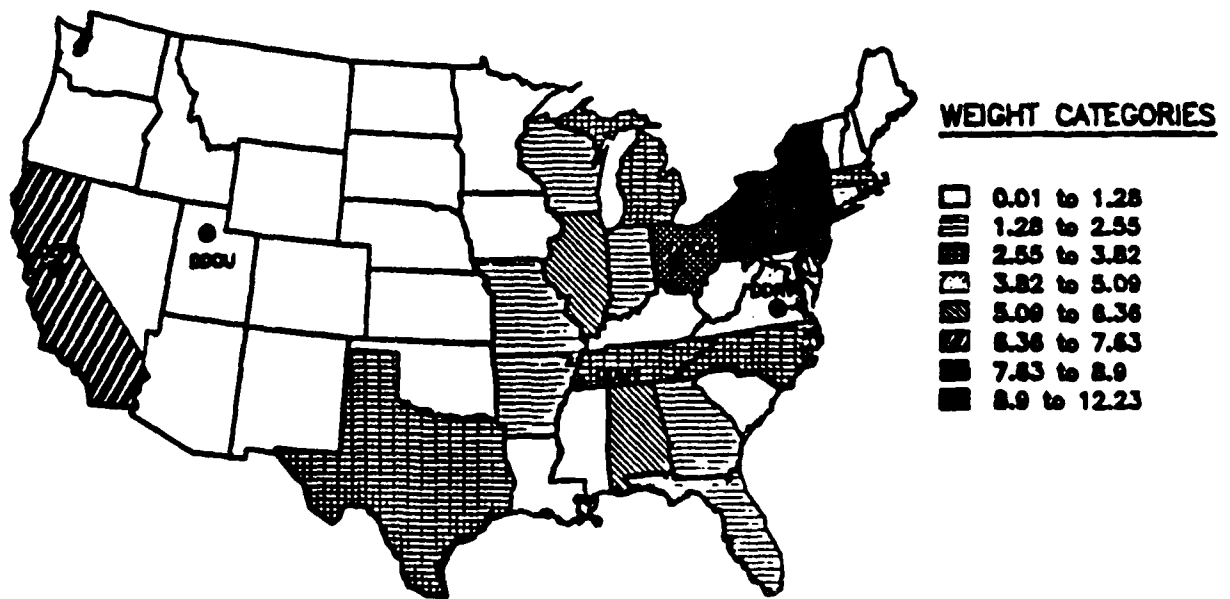 WEIGHT CATEGORIES
0.01 to 1.28
1.28 to 2.55
2.55 to 3.82
3.82 to 5.09
5.09 to 6.36
6.36 to 7.63
7.63 to 8.9
8.9 to 12.23
DDOU